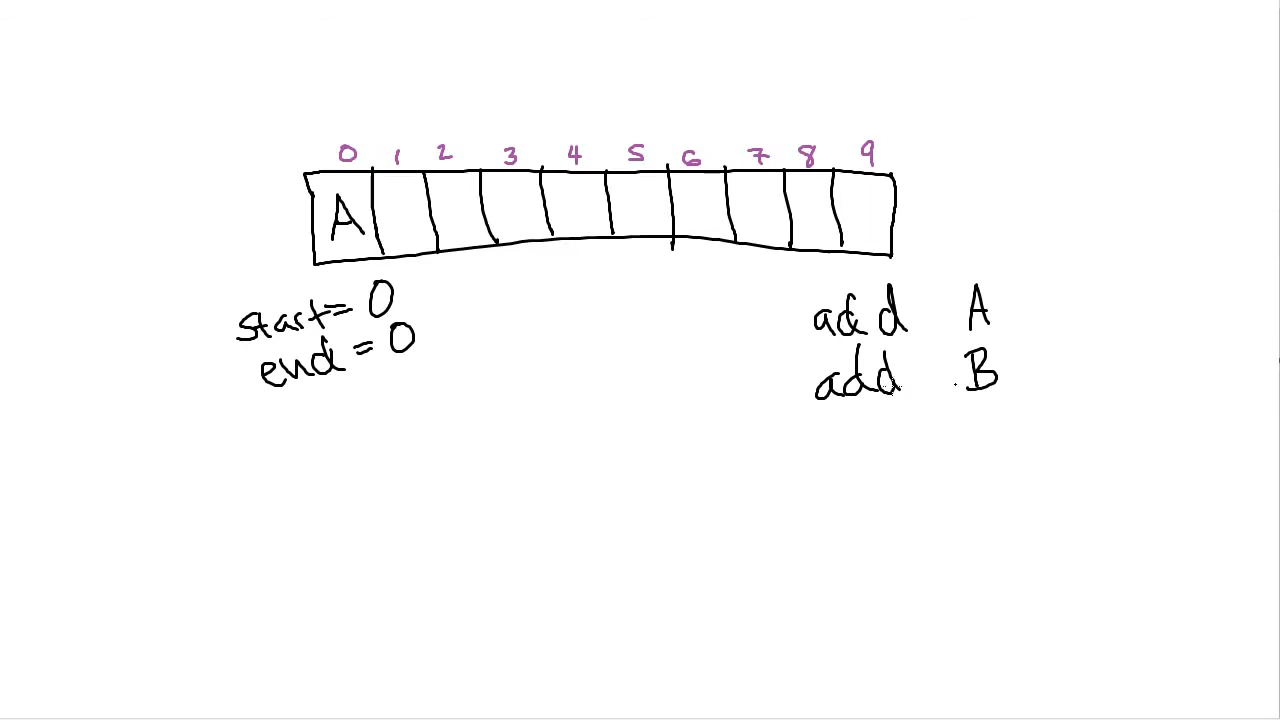 0 1 2 3 4 5 6 7 8 9
A
start = 0
end = 0
add A
add B